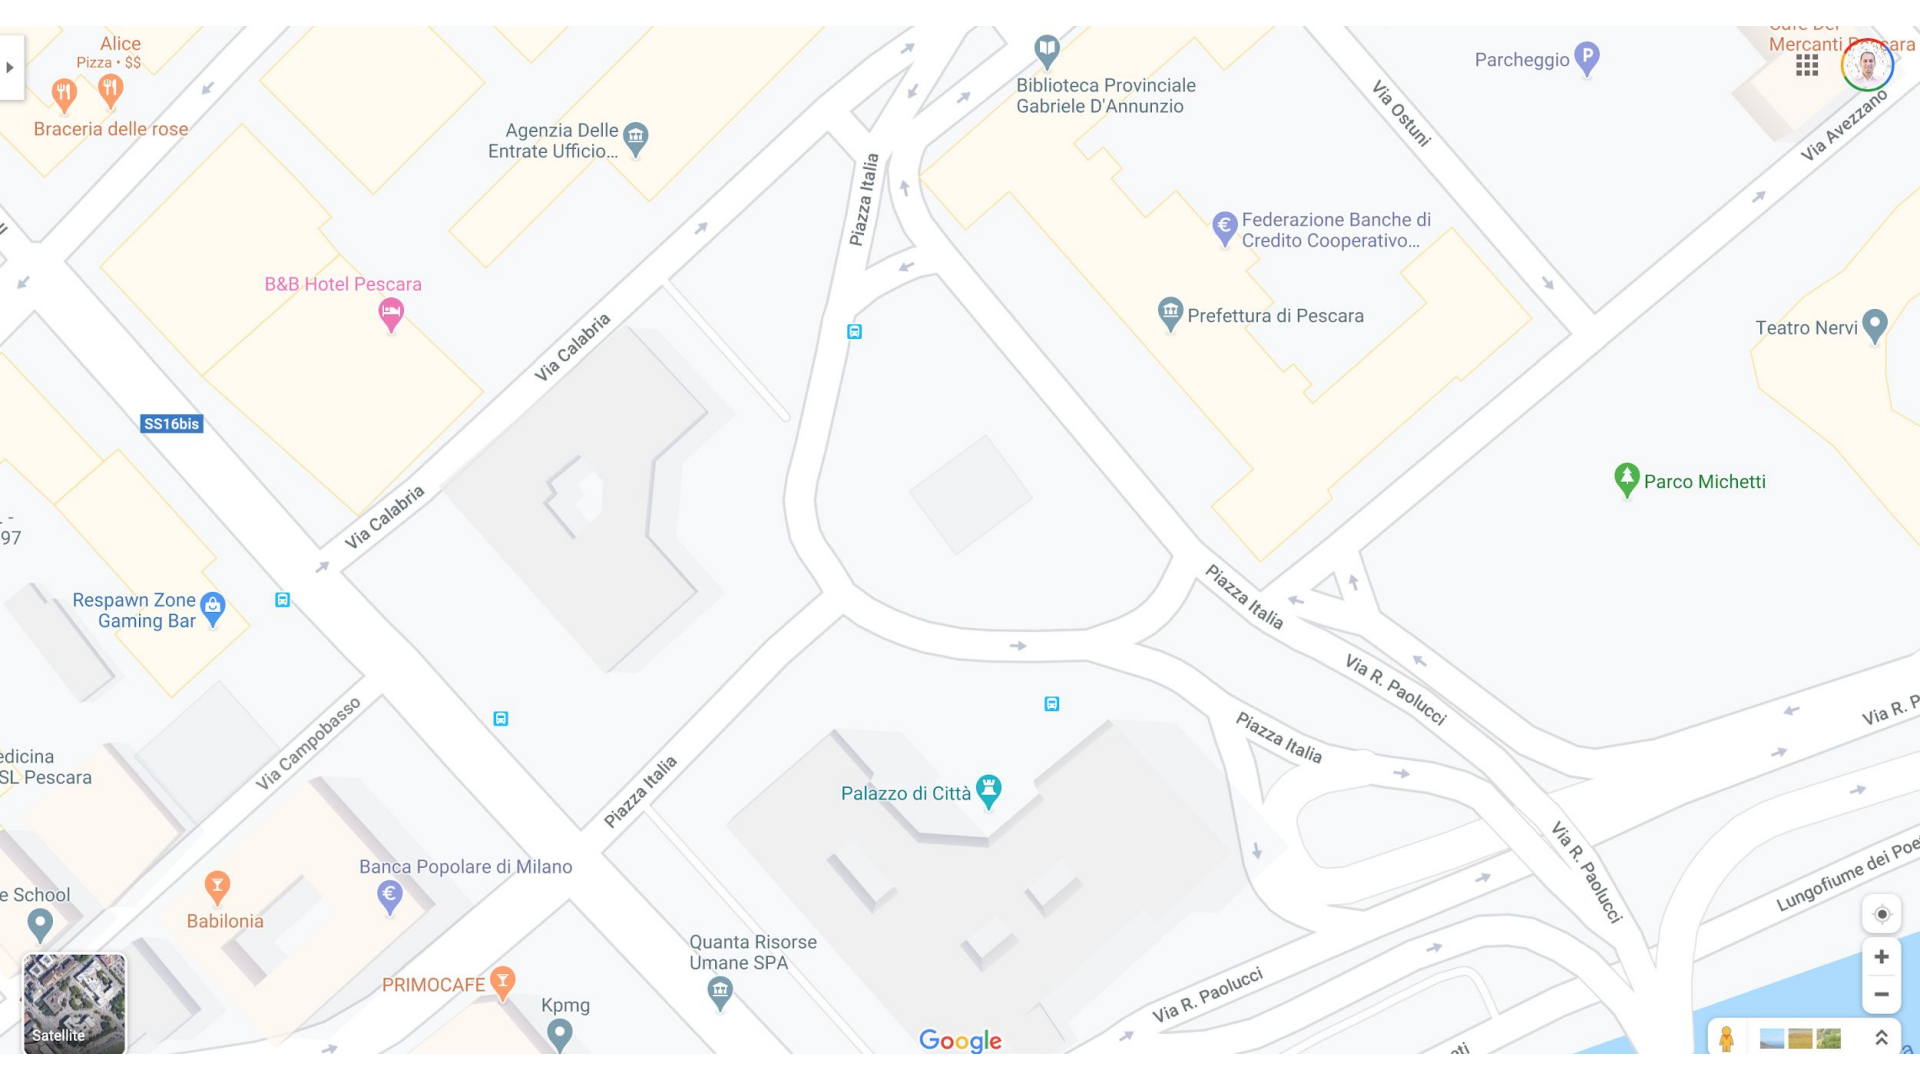 Alice
Pizza • $$
Braceria delle rose
Agenzia Delle
Entrate Ufficio...
Biblioteca Provinciale
Gabriele D'Annunzio
Parcheggio
P
Mercanti
Via Ostuni
Via Avezzano
Piazza Italia
Federazione Banche di
Credito Cooperativo...
€
B&B Hotel Pescara
Prefettura di Pescara
Teatro Nervi
Via Calabria
SS16bis
Via Calabria
Parco Michetti
97
Respawn Zone
Gaming Bar
Piazza Italia
Via R. Paolucci
Via R. P
Via Campobasso
Piazza Italia
edicina
SL Pescara
Piazza Italia
Palazzo di Città
Via R. Paolucci
Lungofiume dei Poe
Banca Popolare di Milano
€
e School
Babilonia
Quanta Risorse
Umane SPA
PRIMOCAFE
Kpmg
Via R. Paolucci
Satellite
Google